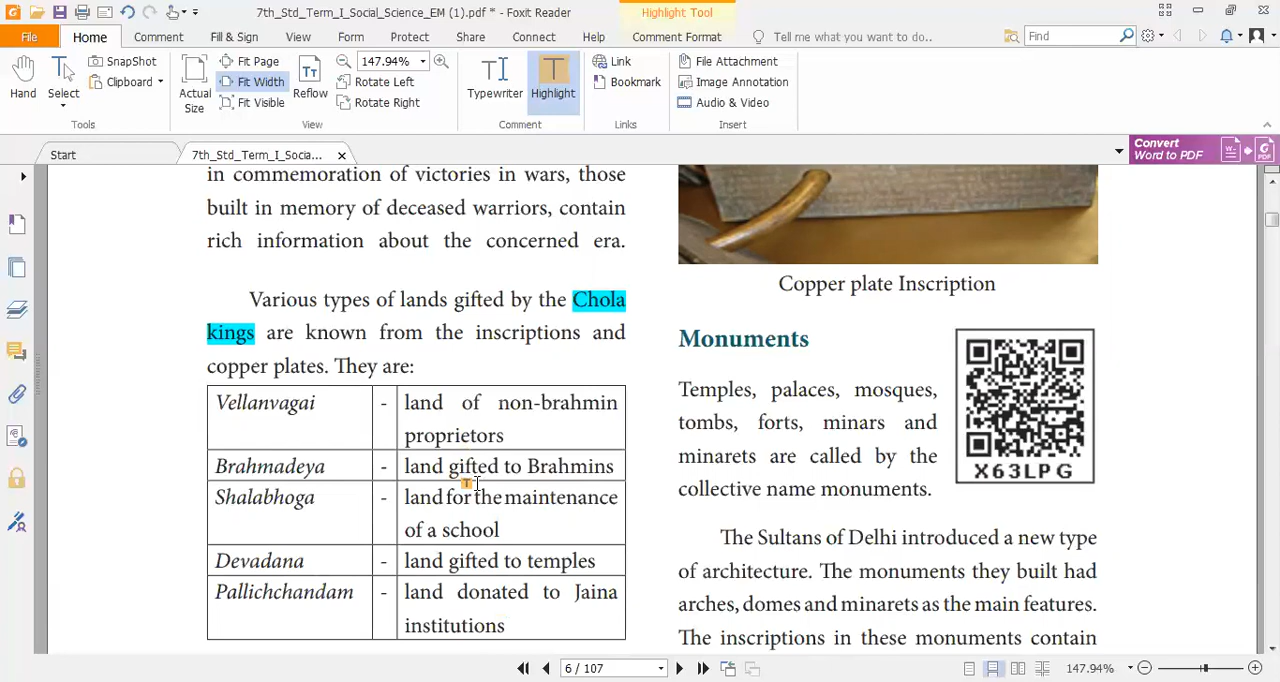 7th_Std_Term_I_Social_Science_EM (1).pdf * - Foxit Reader
Highlight Tool
File Home Comment Fill & Sign View Form Protect Share Connect Help Comment Format Tell me what you want to do.. Find
Hand
Select
SnapShot
Clipboard
Tools
Actual Size
Fit Page
Fit Width
Fit Visible
Reflow
147.94%
Rotate Left
Rotate Right
View
Typewriter
Highlight
Comment
Link
Bookmark
Links
File Attachment
Image Annotation
Audio & Video
Insert
Start
7th_Std_Term_I_Socia...
Convert
Word to PDF
in commemoration of victories in wars, those
built in memory of deceased warriors, contain
rich information about the concerned era.
Various types of lands gifted by the Chola
kings are known from the inscriptions and
copper plates. They are:
Vellanvagai - land of non-brahmin
proprietors
Brahmadeya - land gifted to Brahmins
Shalabhoga - land for the maintenance
of a school
Devadana - land gifted to temples
Pallichchandam - land donated to Jaina
institutions
Copper plate Inscription
Monuments
Temples, palaces, mosques,
tombs, forts, minars and
minarets are called by the
collective name monuments.
X63LPG
The Sultans of Delhi introduced a new type
of architecture. The monuments they built had
arches, domes and minarets as the main features.
The inscriptions in these monuments contain
6 / 107
147.94%